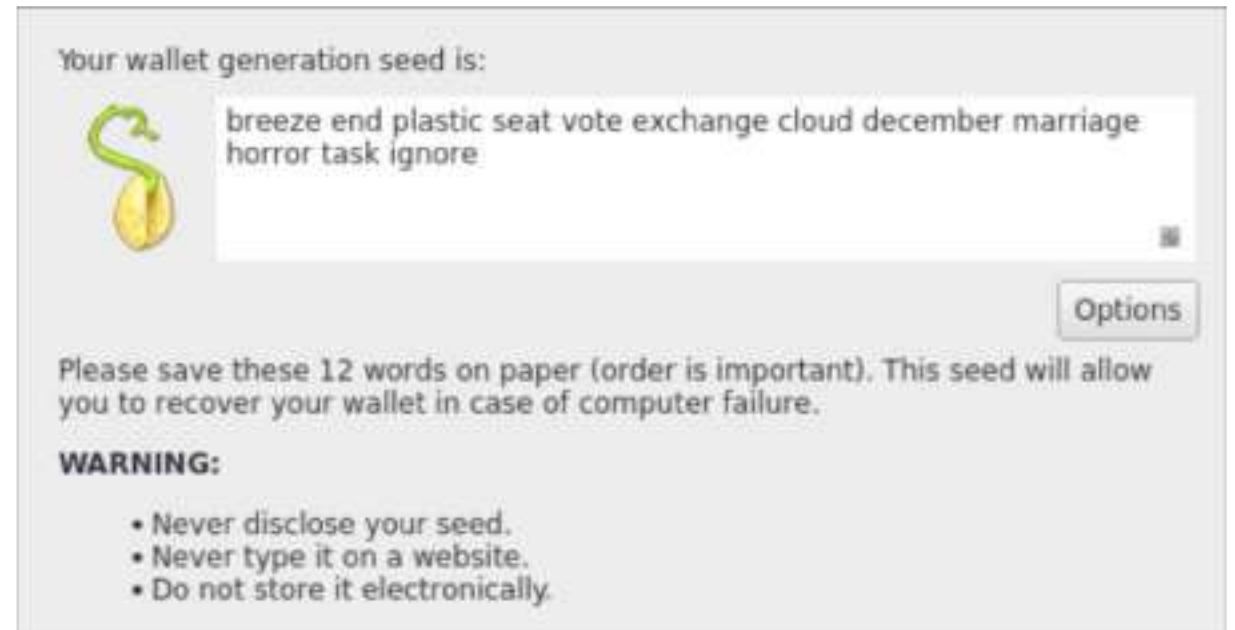 Your wallet generation seed is:
breeze end plastic seat vote exchange cloud december marriage
horror task ignore
Options
Please save these 12 words on paper (order is important). This seed will allow
you to recover your wallet in case of computer failure.
WARNING:
• Never disclose your seed.
• Never type it on a website.
• Do not store it electronically.